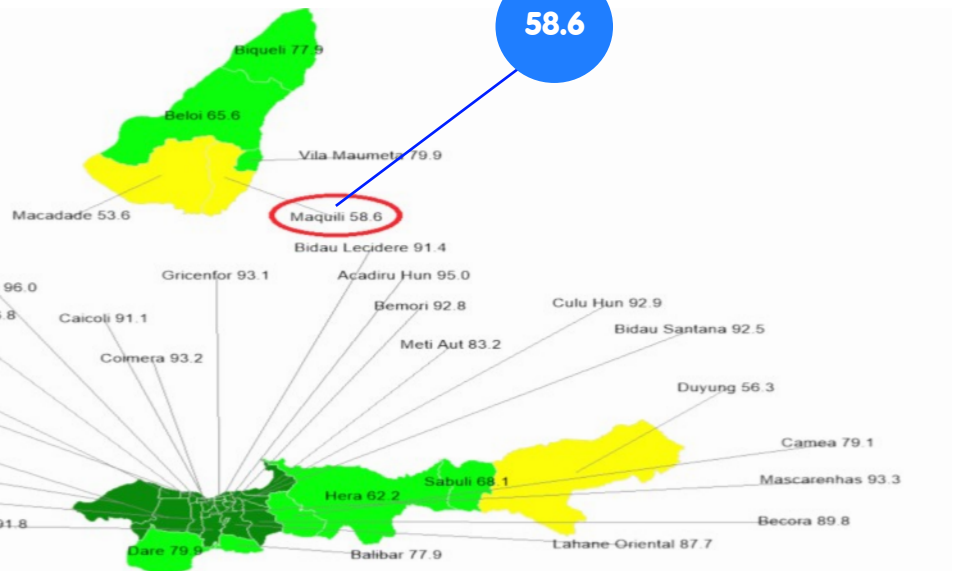 58.6
Biqueli 77.9
Beloi 65.6
Vila Maumeta 79.9
Macadade 53.6
Maquili 58.6
Bidau Lecidere 91.4
Gricenfor 93.1
Acadiru Hun 95.0
96.0
Bemori 92.8
Culu Hun 92.9
.8
Caicoli 91.1
Bidau Santana 92.5
Meti Aut 83.2
Coimera 93.2
Duyung 56.3
Camea 79.1
Sabuli 68.1
Mascarenhas 93.3
Hera 62.2
91.8
Becora 89.8
Lahane Oriental 87.7
Dare 79.9
Balibar 77.9